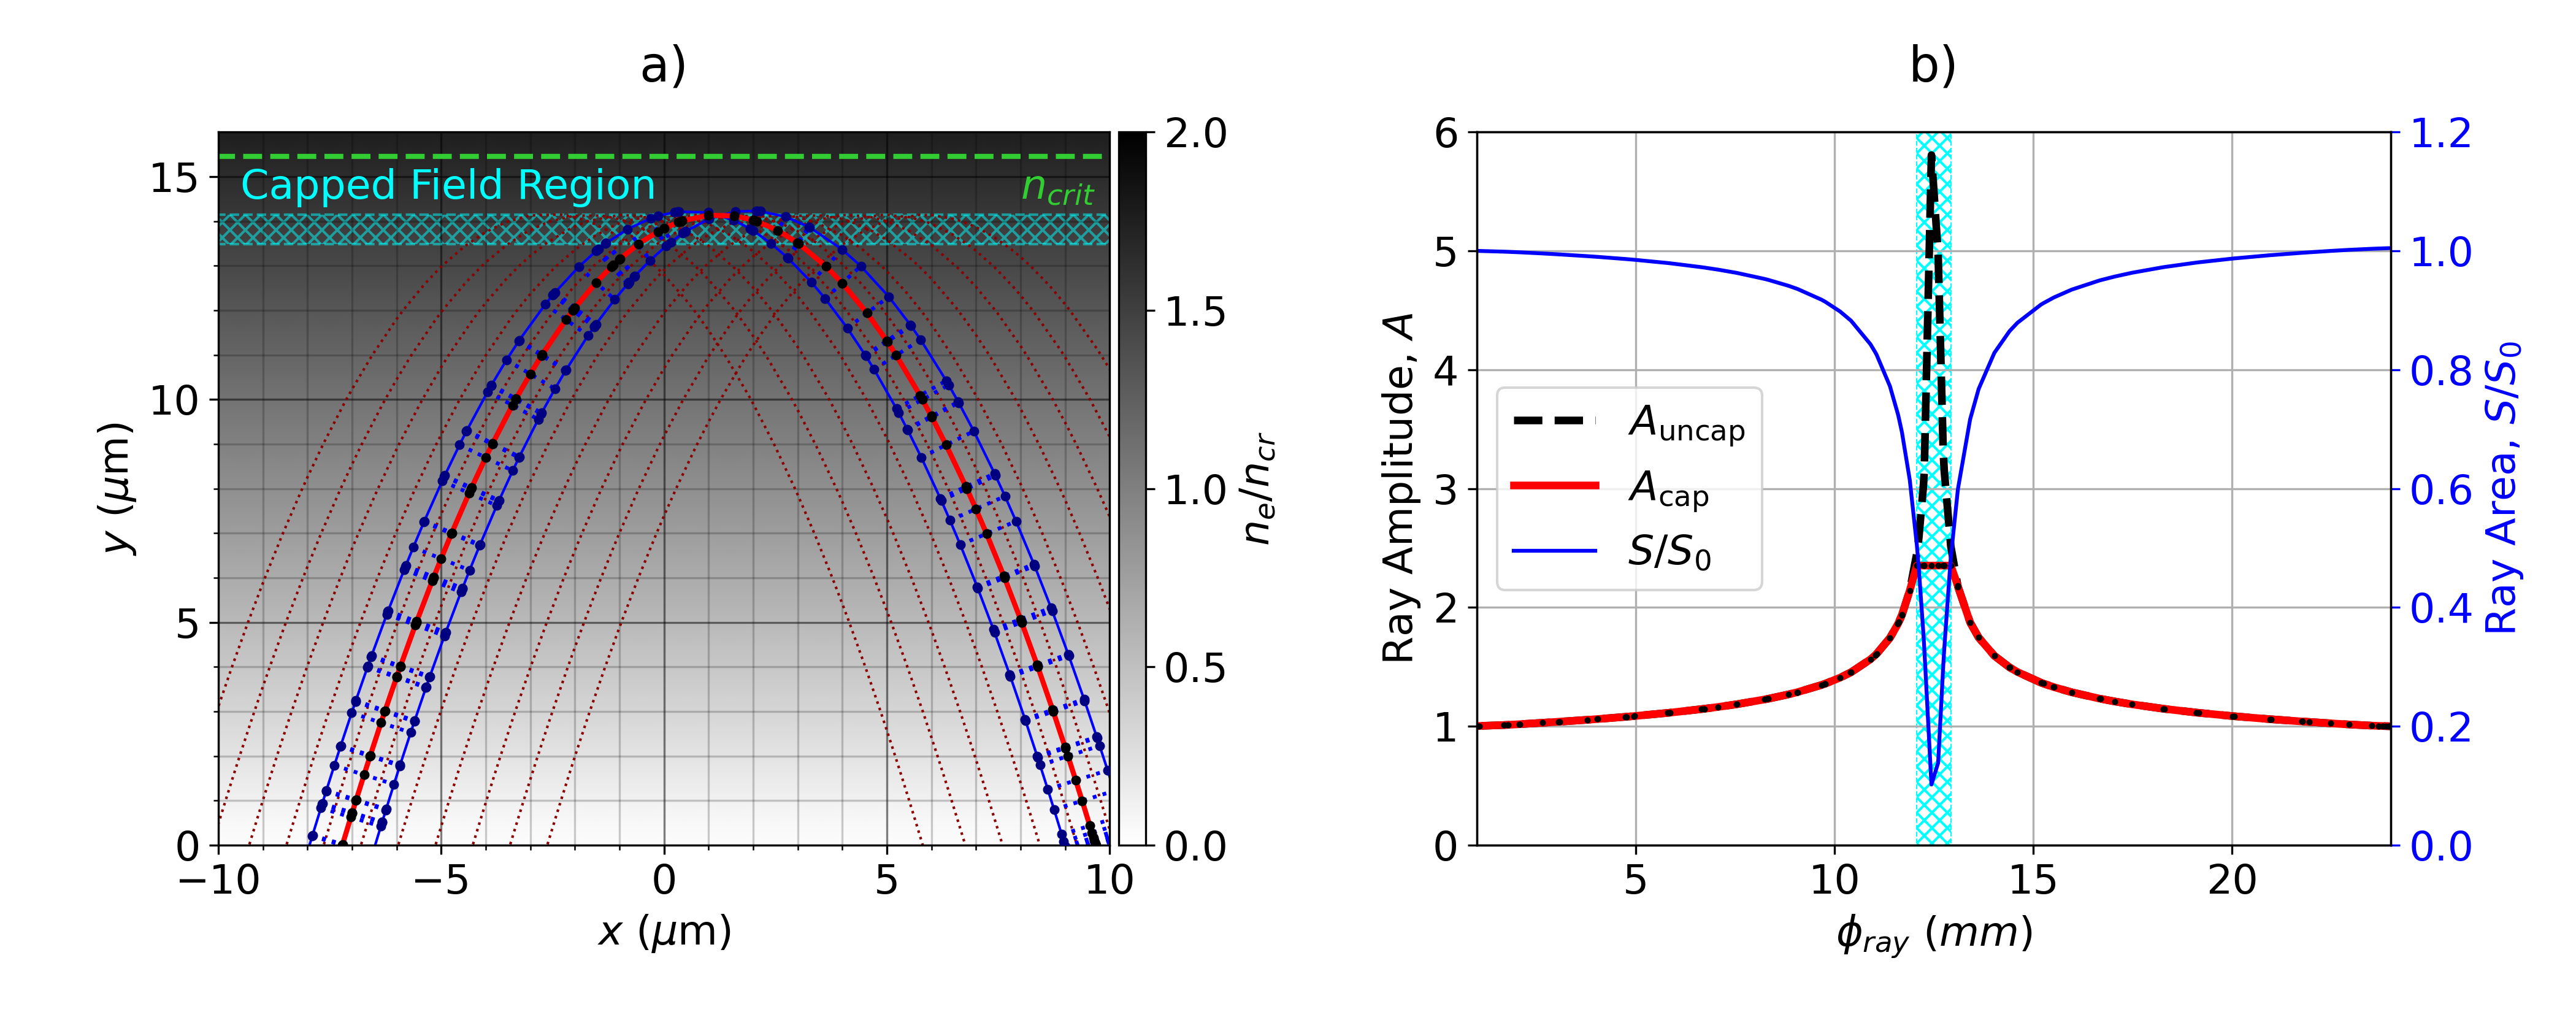 a)
15
10
5
0
−10
−5
0
5
10
y (μm)
x (μm)
Capped Field Region
n_crit
2.0
1.5
1.0
0.5
0.0
n_e/n_cr
b)
6
5
4
3
2
1
0
Ray Amplitude, A
A_uncap
A_cap
S/S_0
5
10
15
20
ϕ_ray (mm)
1.2
1.0
0.8
0.6
0.4
0.2
0.0
Ray Area, S/S_0